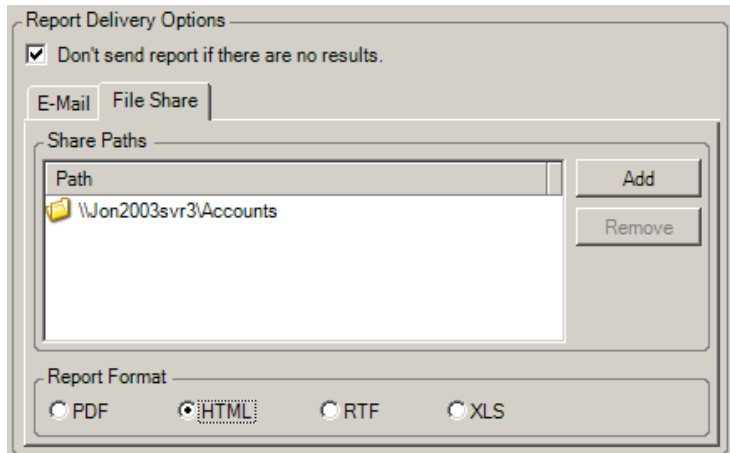 Report Delivery Options
Don't send report if there are no results.
E-Mail File Share
Share Paths
Path
Add
\\Jon2003svr3\Accounts
Remove
Report Format
PDF HTML RTF XLS